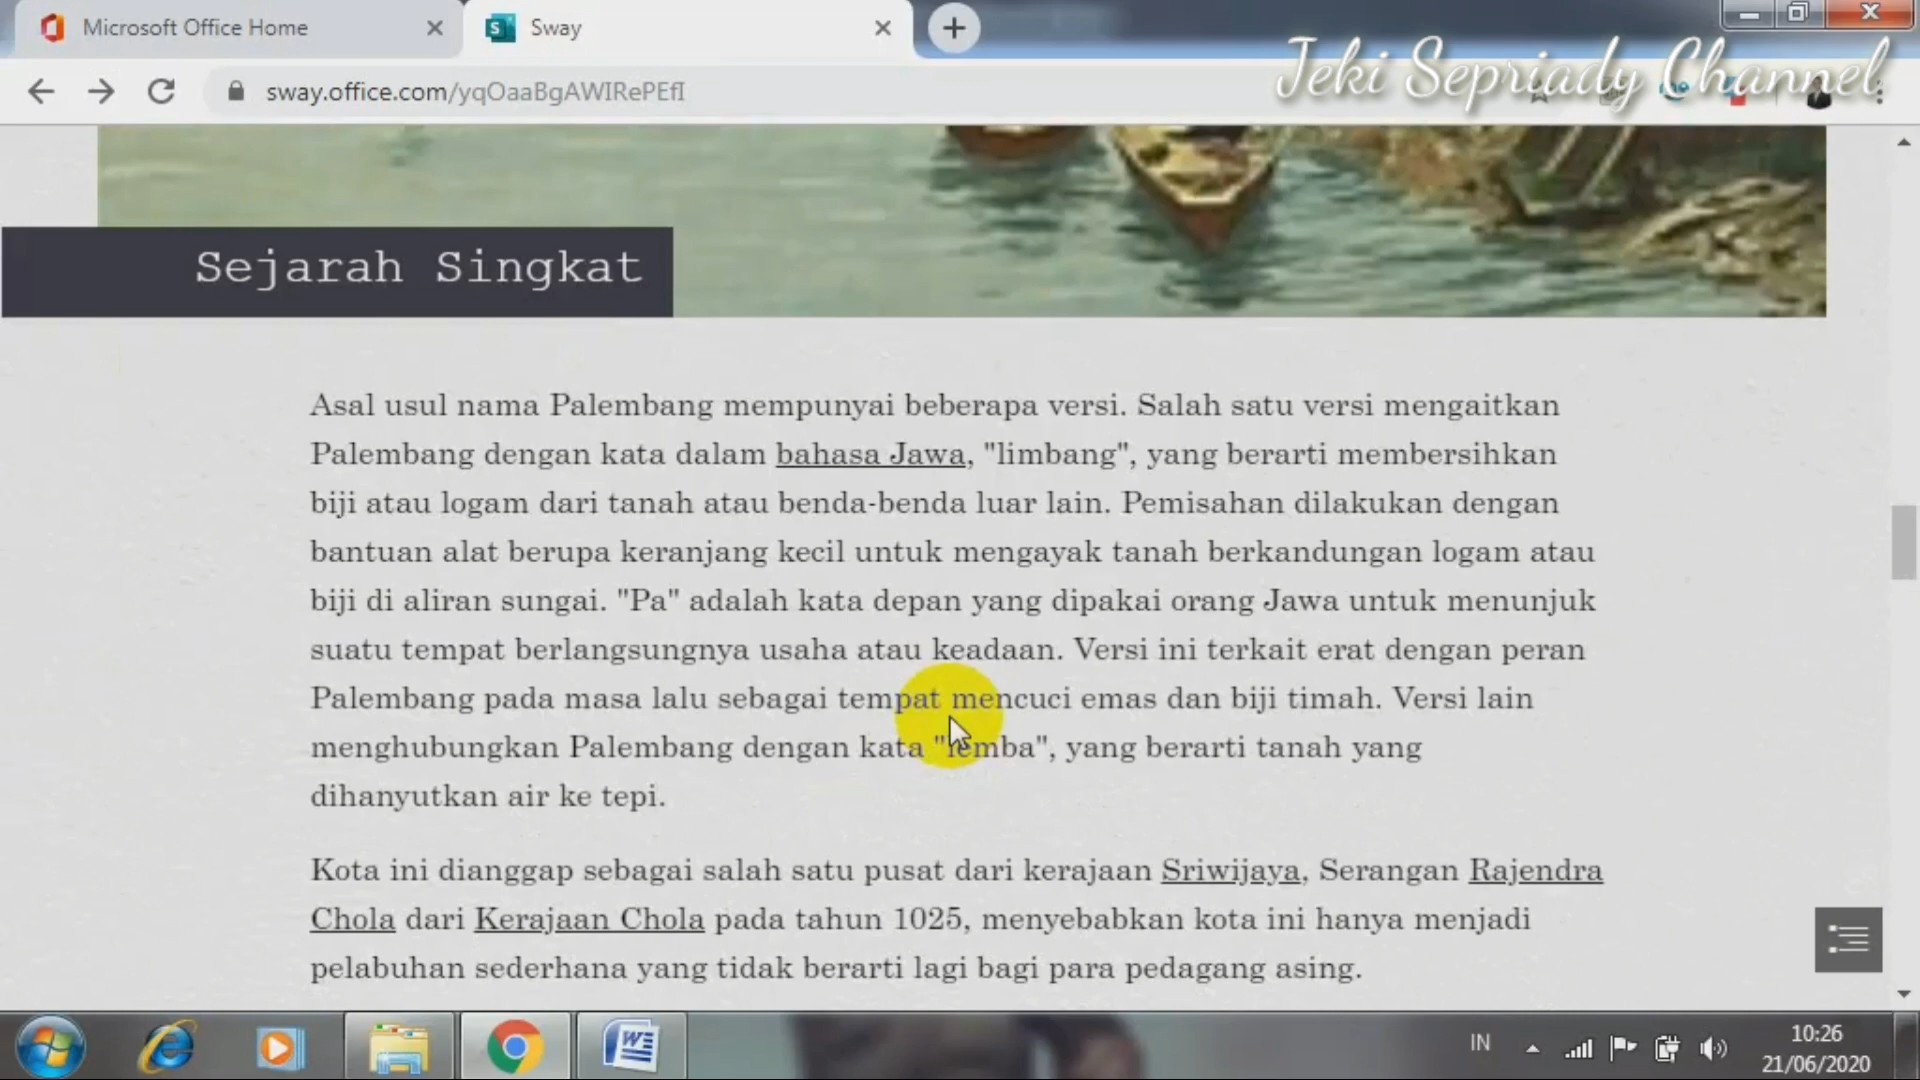 Microsoft Office Home
Sway
Jeki Sepriady Channel
sway.office.com/yqOaaBgAWIRePEfI
Sejarah Singkat
Asal usul nama Palembang mempunyai beberapa versi. Salah satu versi mengaitkan
Palembang dengan kata dalam bahasa Jawa, "limbang", yang berarti membersihkan
biji atau logam dari tanah atau benda-benda luar lain. Pemisahan dilakukan dengan
bantuan alat berupa keranjang kecil untuk mengayak tanah berkandungan logam atau
biji di aliran sungai. "Pa" adalah kata depan yang dipakai orang Jawa untuk menunjuk
suatu tempat berlangsungnya usaha atau keadaan. Versi ini terkait erat dengan peran
Palembang pada masa lalu sebagai tempat mencuci emas dan biji timah. Versi lain
menghubungkan Palembang dengan kata "lemba", yang berarti tanah yang
dihanyutkan air ke tepi.
Kota ini dianggap sebagai salah satu pusat dari kerajaan Sriwijaya, Serangan Rajendra
Chola dari Kerajaan Chola pada tahun 1025, menyebabkan kota ini hanya menjadi
pelabuhan sederhana yang tidak berarti lagi bagi para pedagang asing.
IN
10:26
21/06/2020